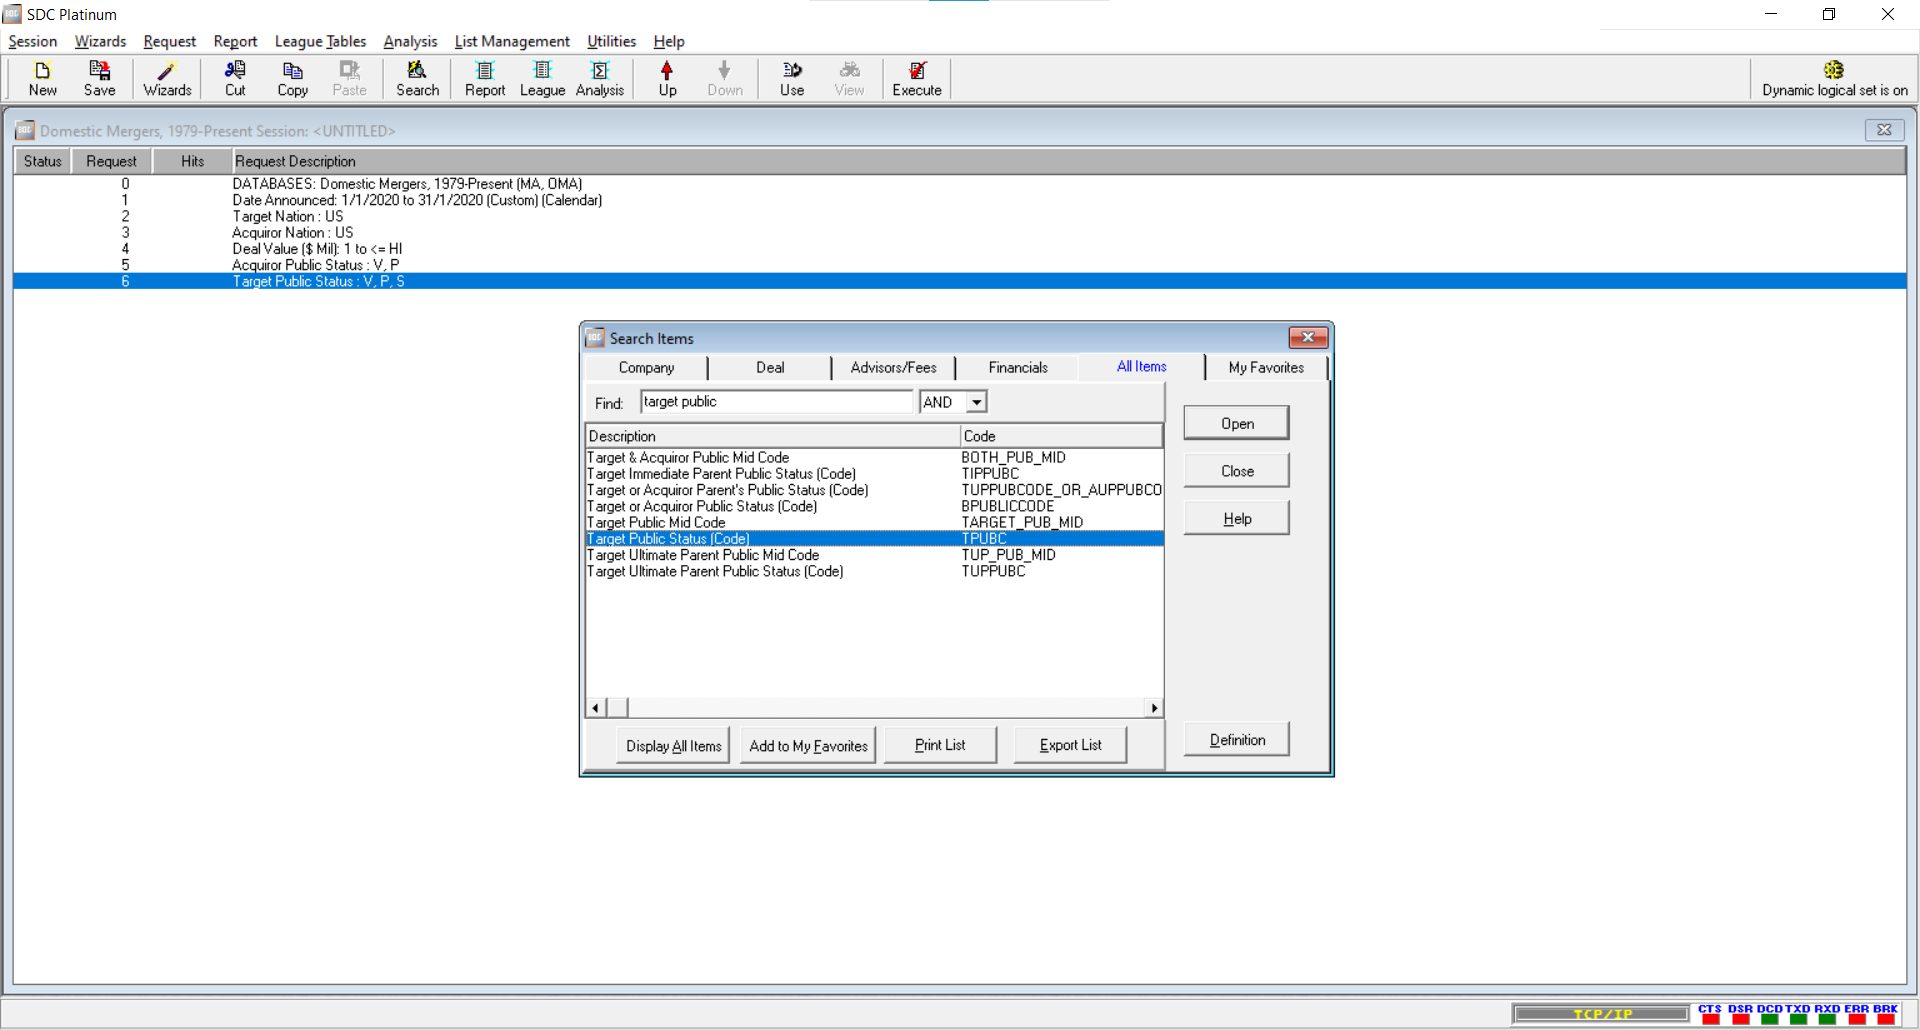 SDC Platinum
Session Wizards Request Report League Tables Analysis List Management Utilities Help
New Save Wizards Cut Copy Paste Search Report League Analysis Up Down Use View Execute Dynamic logical set is on
Domestic Mergers, 1979-Present Session: <UNTITLED>
Status Request Hits Request Description
0 DATABASES: Domestic Mergers, 1979-Present (MA, OMA)
1 Date Announced: 1/1/2020 to 31/1/2020 (Custom) (Calendar)
2 Target Nation : US
3 Acquiror Nation : US
4 Deal Value ($ Mil): 1 to <= HI
5 Acquiror Public Status : V, P
6 Target Public Status : V, P, S
Search Items
Company Deal Advisors/Fees Financials All Items My Favorites
Find: target public AND
Description Code
Target & Acquiror Public Mid Code BOTH_PUB_MID
Target Immediate Parent Public Status (Code) TIPPUBC
Target or Acquiror Parent's Public Status (Code) TUPPUBCODE_OR_AUPPUBCO
Target or Acquiror Public Status (Code) BPUBLICCODE
Target Public Mid Code TARGET_PUB_MID
Target Public Status (Code) TPUBC
Target Ultimate Parent Public Mid Code TUP_PUB_MID
Target Ultimate Parent Public Status (Code) TUPPUBC
Open
Close
Help
Definition
Display All Items Add to My Favorites Print List Export List
TCP/IP CTS DSR DCD TXD RXD ERR BRK